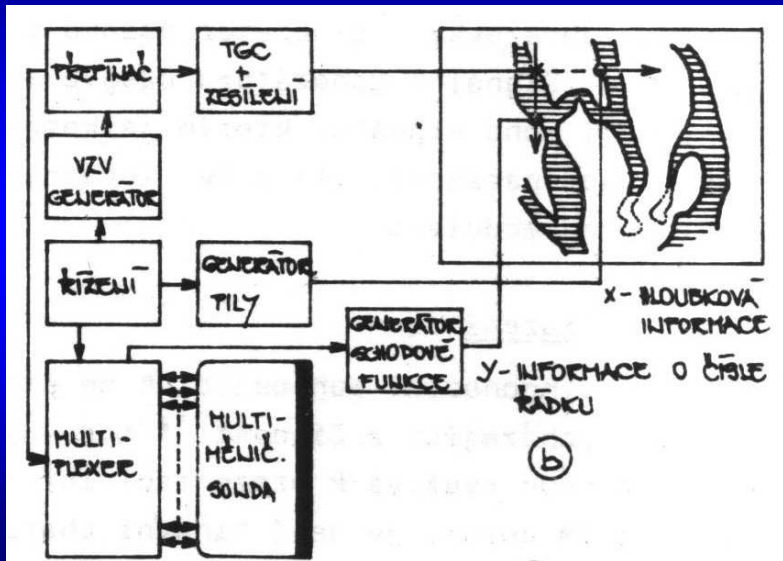 PŘEPÍNAČ
TGC
+
ZESÍLENÍ
VZV
GENERÁTOR
ŘÍZENÍ
GENERÁTOR
PILY
GENERÁTOR
SCHODOVÉ
FUNKCE
MULTI-
PLEXER
MULTI-
MĚNIČ.
SONDA
X - HLOUBKOVÁ
INFORMACE
Y - INFORMACE O ČÍSLE
ŘÁDKU
b